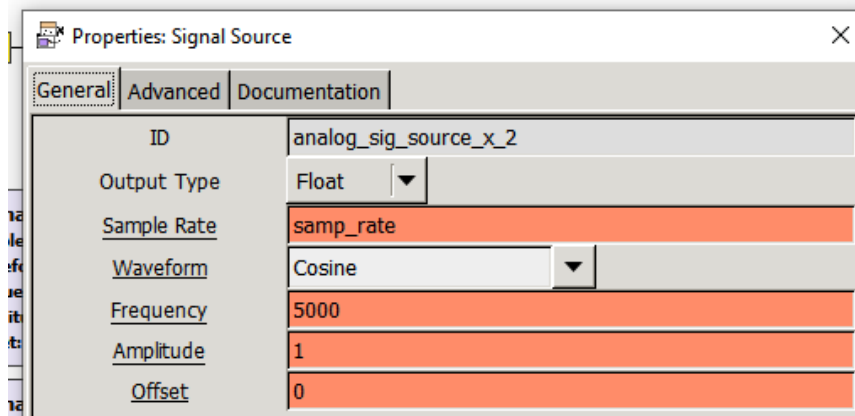 Properties: Signal Source
General Advanced Documentation
ID analog_sig_source_x_2
Output Type Float
Sample Rate samp_rate
Waveform Cosine
Frequency 5000
Amplitude 1
Offset 0